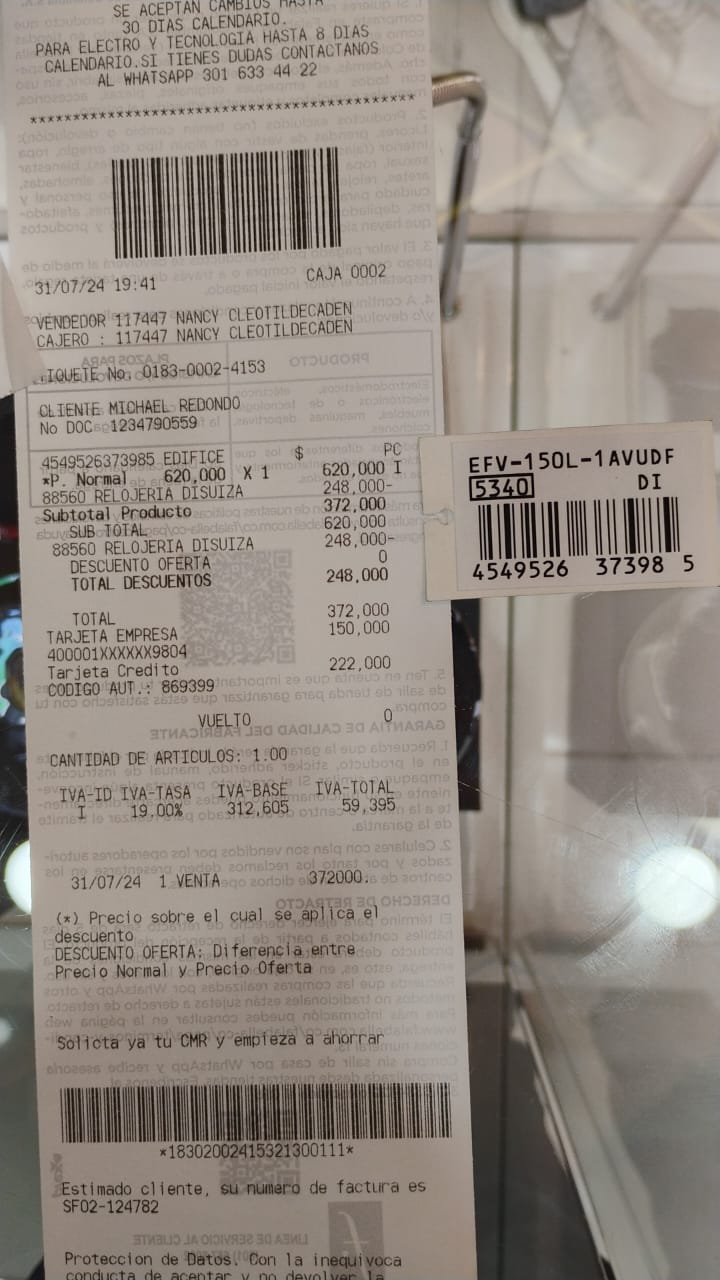 SE ACEPTAN CAMBIOS HASTA
30 DIAS CALENDARIO.
PARA ELECTRO Y TECNOLOGIA HASTA 8 DIAS
CALENDARIO.SI TIENES DUDAS CONTACTANOS
AL WHATSAPP 301 633 44 22
****************************************
31/07/24 19:41 CAJA 0002
VENDEDOR 117447 NANCY CLEOTILDECADEN
CAJERO : 117447 NANCY CLEOTILDECADEN
TIQUETE No. 0183-0002-4153
CLIENTE MICHAEL REDONDO
No DOC 1234790559
4549526373985 EDIFICE $ PC
*P. Normal 620,000 X 1 620,000 I
88560 RELOJERIA DISUIZA 248,000-
Subtotal Producto 372,000
SUB TOTAL 620,000
88560 RELOJERIA DISUIZA 248,000-
DESCUENTO OFERTA 0
TOTAL DESCUENTOS 248,000
TOTAL 372,000
TARJETA EMPRESA 150,000
400001XXXXXX9804
Tarjeta Credito 222,000
CODIGO AUT.: 869399
VUELTO 0
CANTIDAD DE ARTICULOS: 1.00
IVA-ID IVA-TASA IVA-BASE IVA-TOTAL
I 19.00% 312,605 59,395
31/07/24 1 VENTA 372000.
(*) Precio sobre el cual se aplica el
descuento
DESCUENTO OFERTA: Diferencia entre
Precio Normal y Precio Oferta
Solicta ya tu CMR y empieza a ahorrar
*18302002415321300111*
Estimado cliente, su numero de factura es
SF02-124782
Proteccion de Datos. Con la inequivoca
conducta de aceptar y no devolver la
EFV-150L-1AVUDF
5340 DI
4549526 37398 5